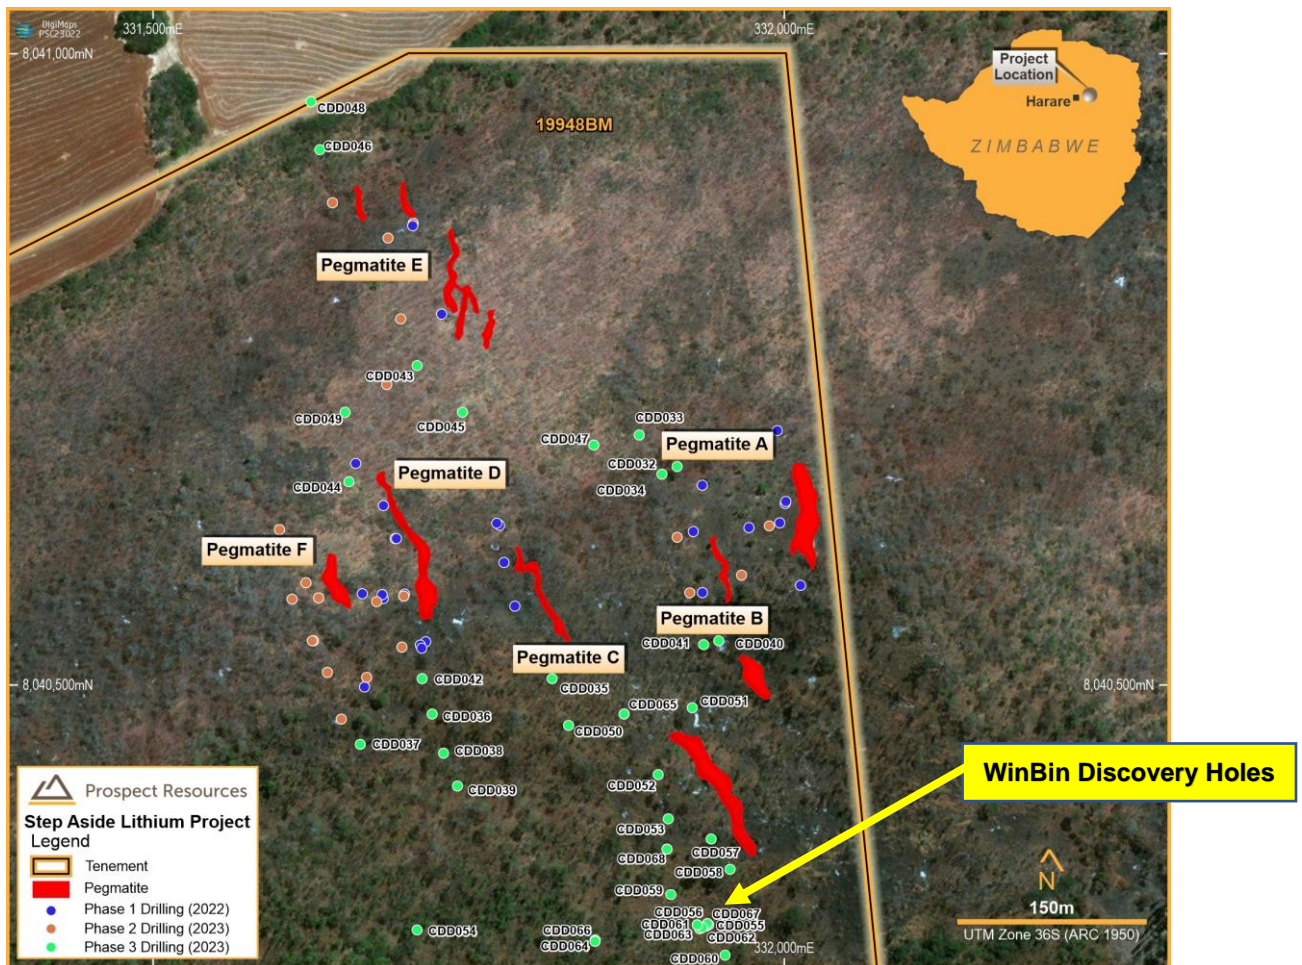 DigiMaps
PSC23022
331,500mE
332,000mE
8,041,000mN
Project
Location
Harare
ZIMBABWE
CDD048
19948BM
CDD046
Pegmatite E
CDD043
CDD049
CDD045
CDD033
CDD047
Pegmatite A
CDD032
CDD034
Pegmatite D
CDD044
Pegmatite F
Pegmatite B
CDD041
CDD040
Pegmatite C
8,040,500mN
8,040,500mN
CDD042
CDD035
CDD036
CDD065
CDD051
CDD050
CDD037
CDD038
CDD039
CDD052
WinBin Discovery Holes
CDD053
CDD057
CDD068
CDD058
CDD059
CDD056
CDD067
CDD061
CDD055
CDD063
CDD062
CDD054
CDD066
CDD064
CDD060
332,000mE
Prospect Resources
Step Aside Lithium Project
Legend
Tenement
Pegmatite
Phase 1 Drilling (2022)
Phase 2 Drilling (2023)
Phase 3 Drilling (2023)
N
150m
UTM Zone 36S (ARC 1950)